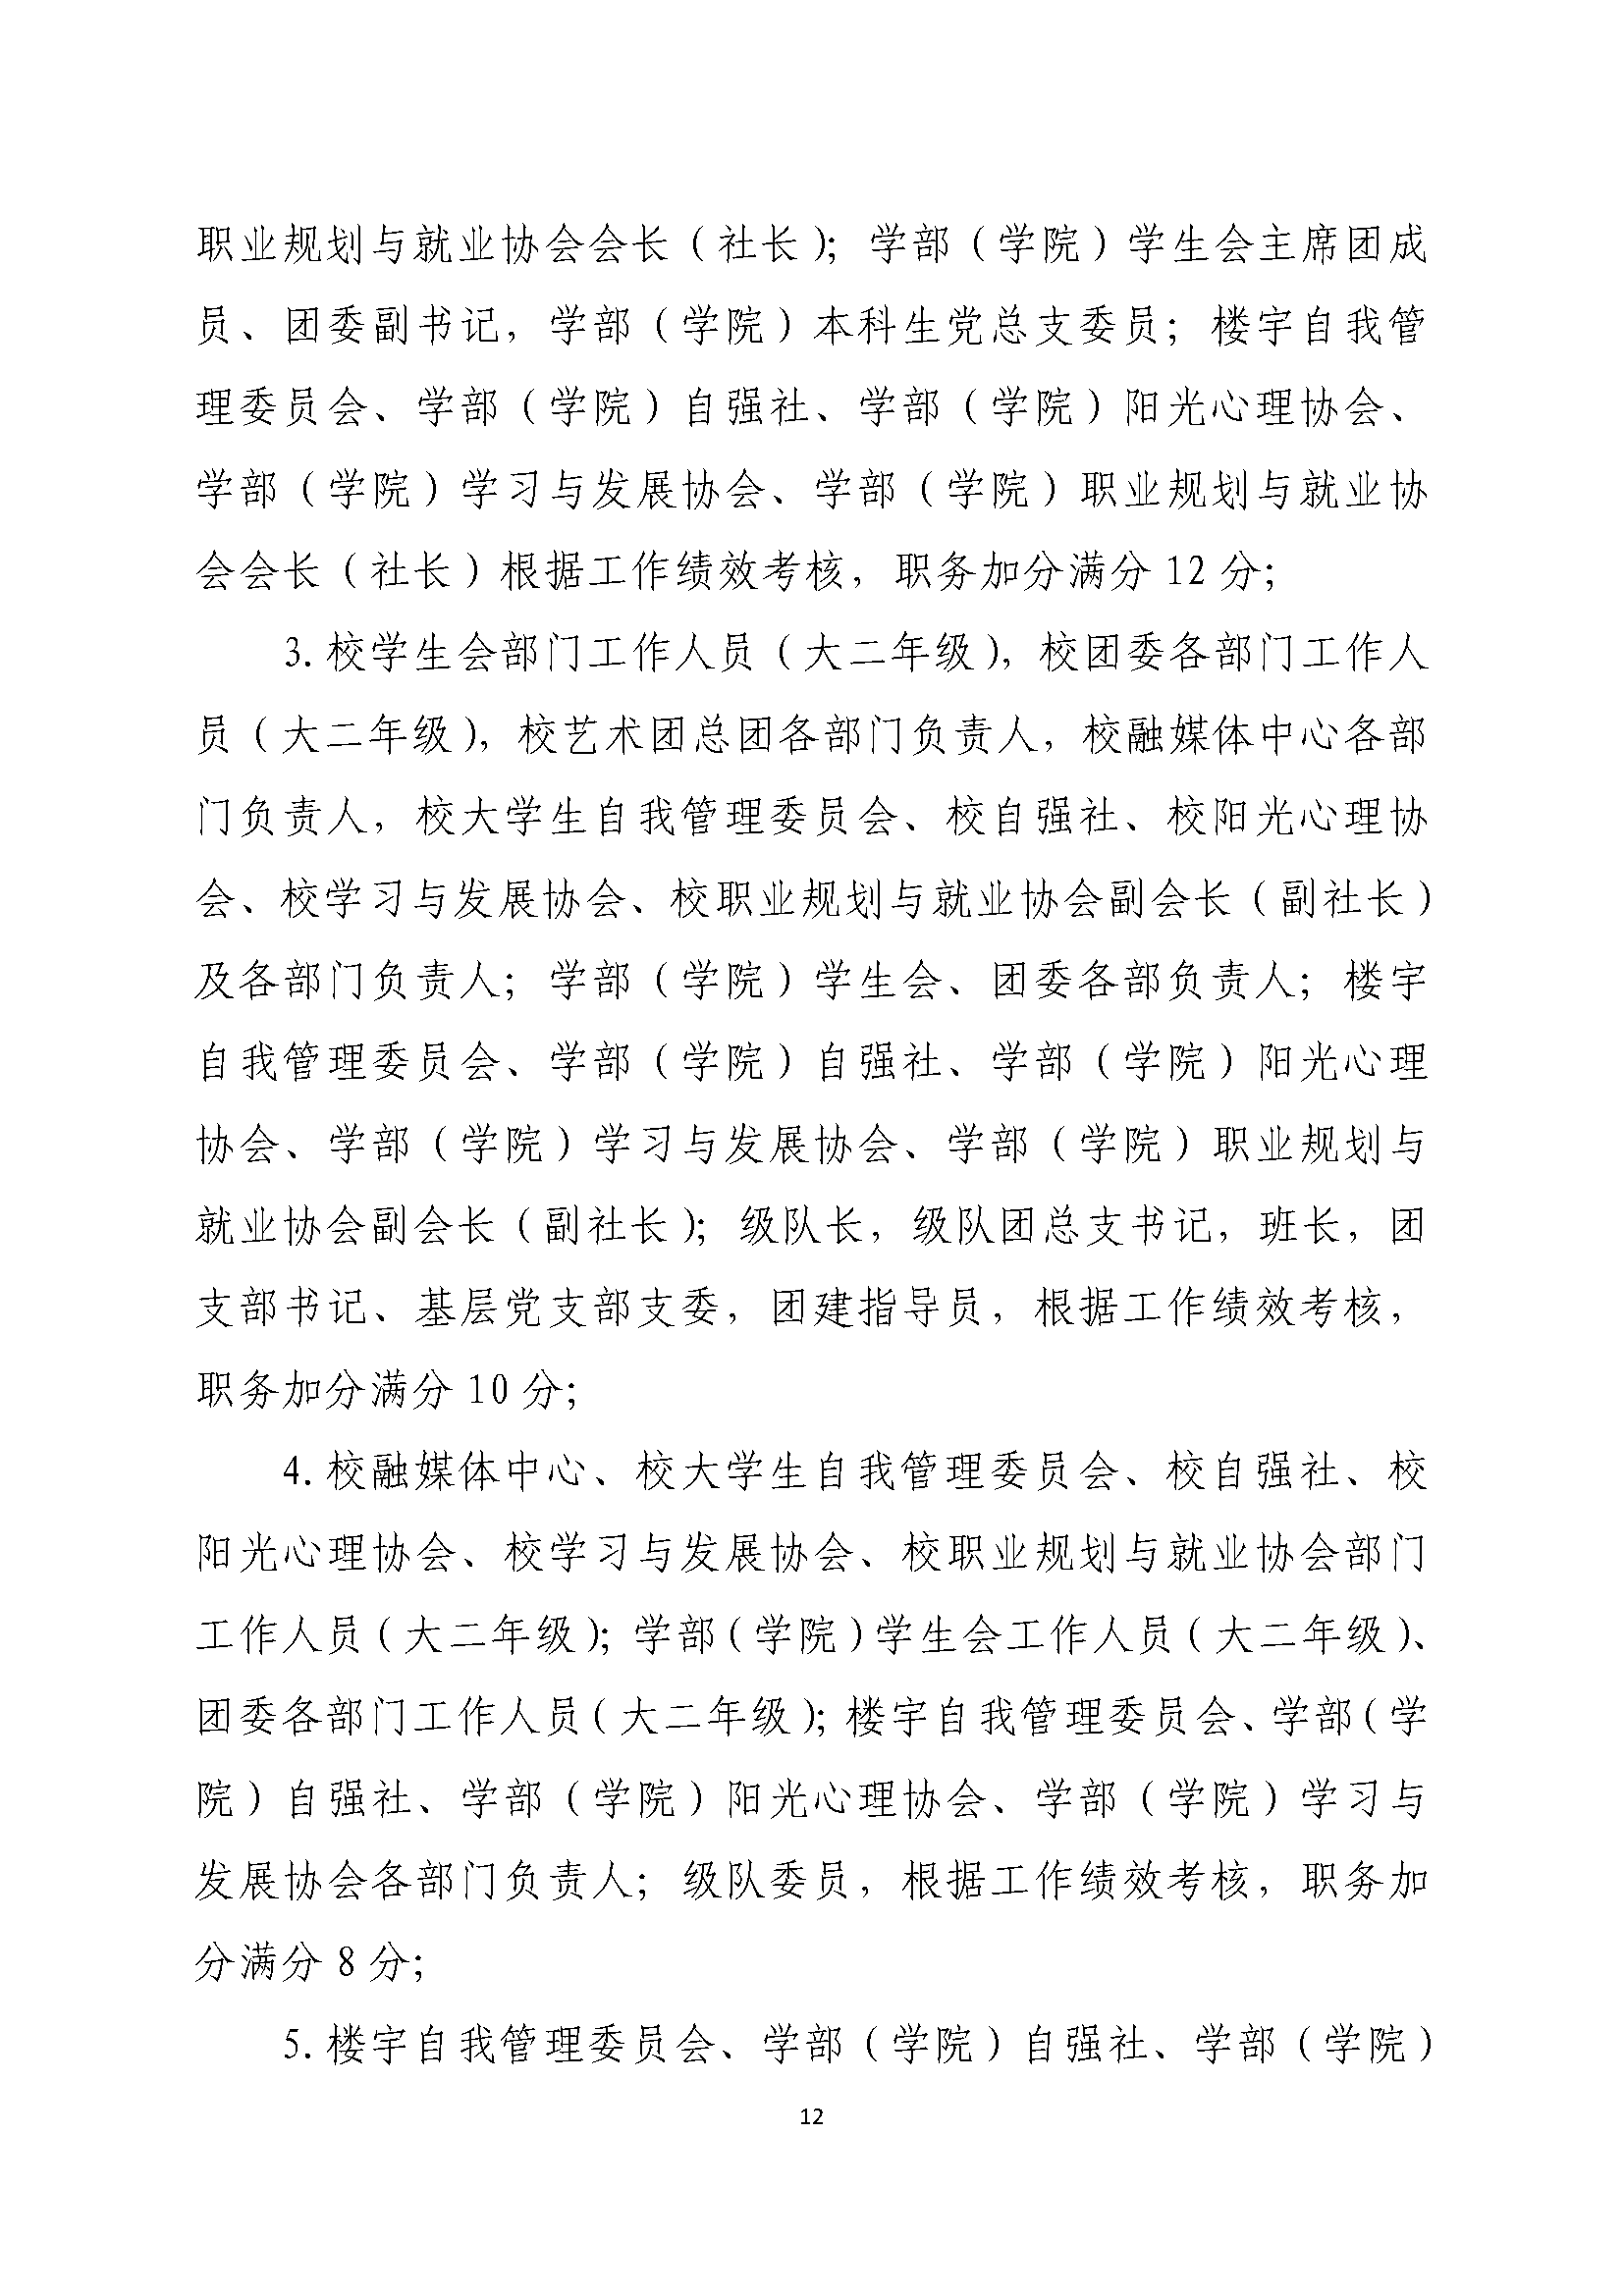 职业规划与就业协会会长（社长）；学部（学院）学生会主席团成
员、团委副书记，学部（学院）本科生党总支委员；楼宇自我管
理委员会、学部（学院）自强社、学部（学院）阳光心理协会、
学部（学院）学习与发展协会、学部（学院）职业规划与就业协
会会长（社长）根据工作绩效考核，职务加分满分 12 分；
3. 校学生会部门工作人员（大二年级），校团委各部门工作人
员（大二年级），校艺术团总团各部门负责人，校融媒体中心各部
门负责人，校大学生自我管理委员会、校自强社、校阳光心理协
会、校学习与发展协会、校职业规划与就业协会副会长（副社长）
及各部门负责人；学部（学院）学生会、团委各部负责人；楼宇
自我管理委员会、学部（学院）自强社、学部（学院）阳光心理
协会、学部（学院）学习与发展协会、学部（学院）职业规划与
就业协会副会长（副社长）；级队长，级队团总支书记，班长，团
支部书记、基层党支部支委，团建指导员，根据工作绩效考核，
职务加分满分 10 分；
4. 校融媒体中心、校大学生自我管理委员会、校自强社、校
阳光心理协会、校学习与发展协会、校职业规划与就业协会部门
工作人员（大二年级）；学部（学院）学生会工作人员（大二年级）、
团委各部门工作人员（大二年级）；楼宇自我管理委员会、学部（学
院）自强社、学部（学院）阳光心理协会、学部（学院）学习与
发展协会各部门负责人；级队委员，根据工作绩效考核，职务加
分满分 8 分；
5. 楼宇自我管理委员会、学部（学院）自强社、学部（学院）
12